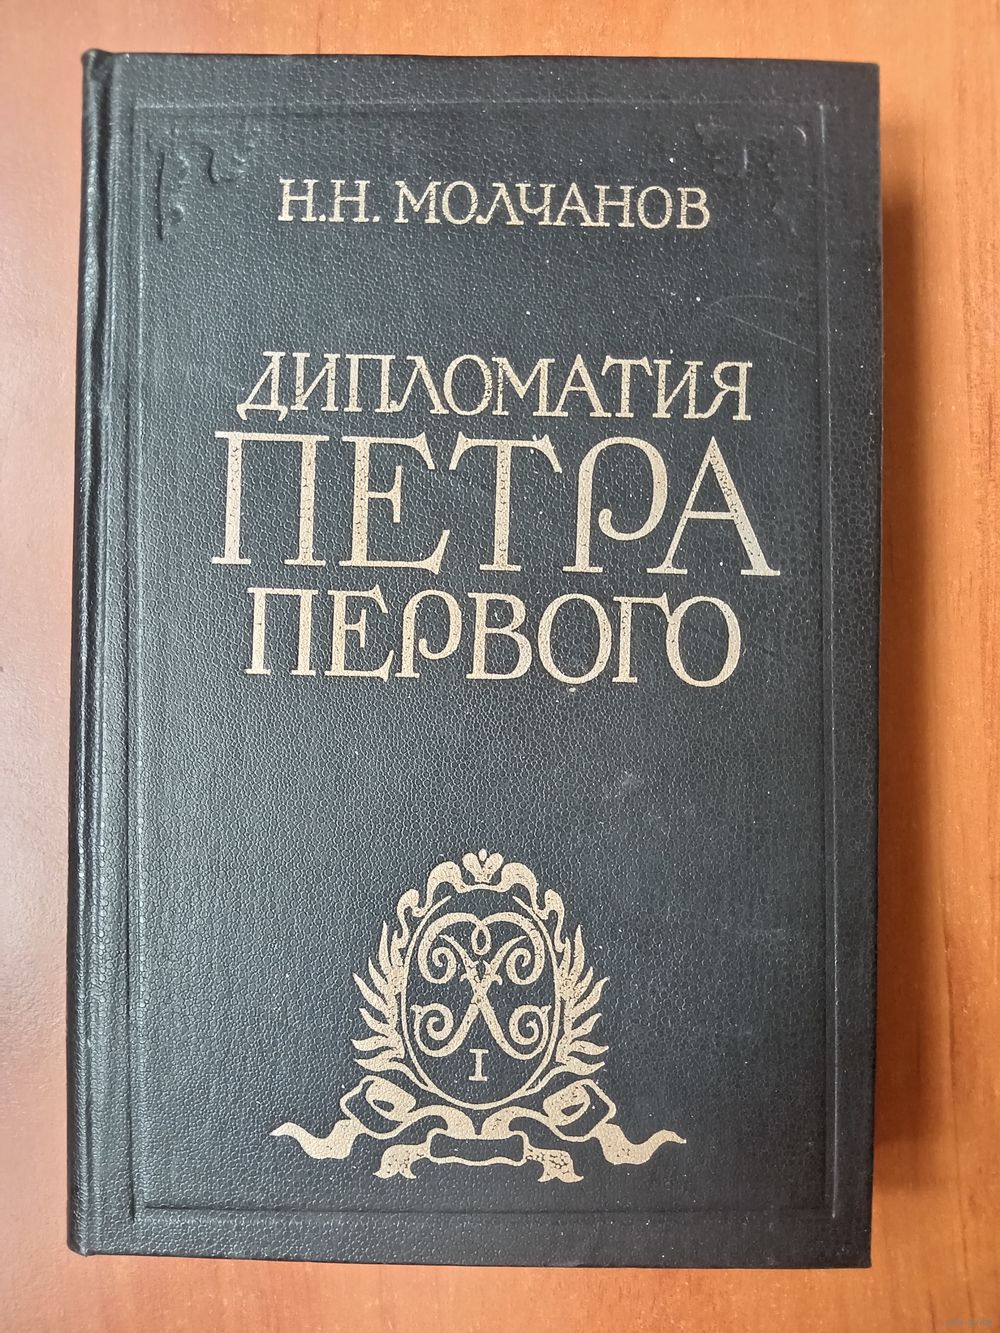 Н.Н. МОЛЧАНОВ
ДИПЛОМАТИЯ
ПЕТРА
ПЕРВОГО
I